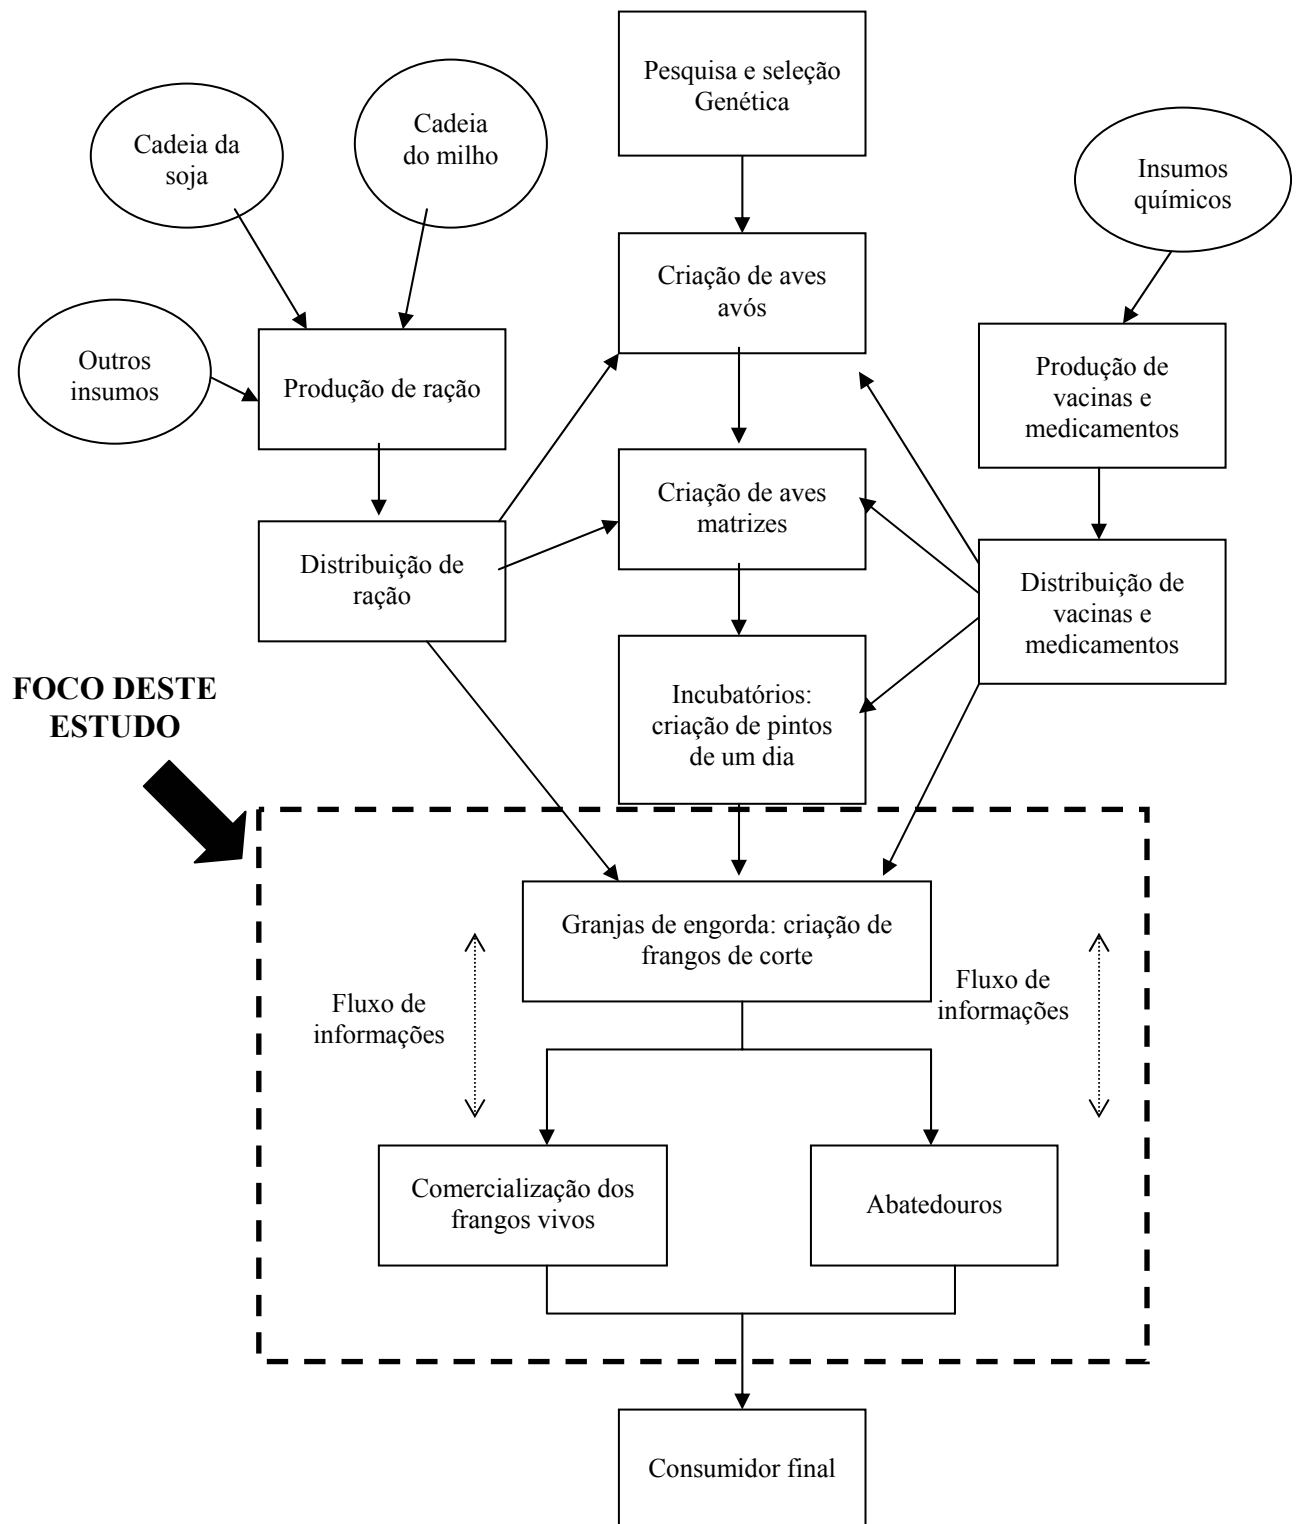 Pesquisa e seleção
Genética
Cadeia da
soja
Cadeia
do milho
Insumos
químicos
Criação de aves
avós
Outros
insumos
Produção de ração
Produção de
vacinas e
medicamentos
Criação de aves
matrizes
Distribuição de
ração
Distribuição de
vacinas e
medicamentos
Incubatórios:
criação de pintos
de um dia
FOCO DESTE
ESTUDO
Granjas de engorda: criação de
frangos de corte
Fluxo de
informações
Fluxo de
informações
Comercialização dos
frangos vivos
Abatedouros
Consumidor final